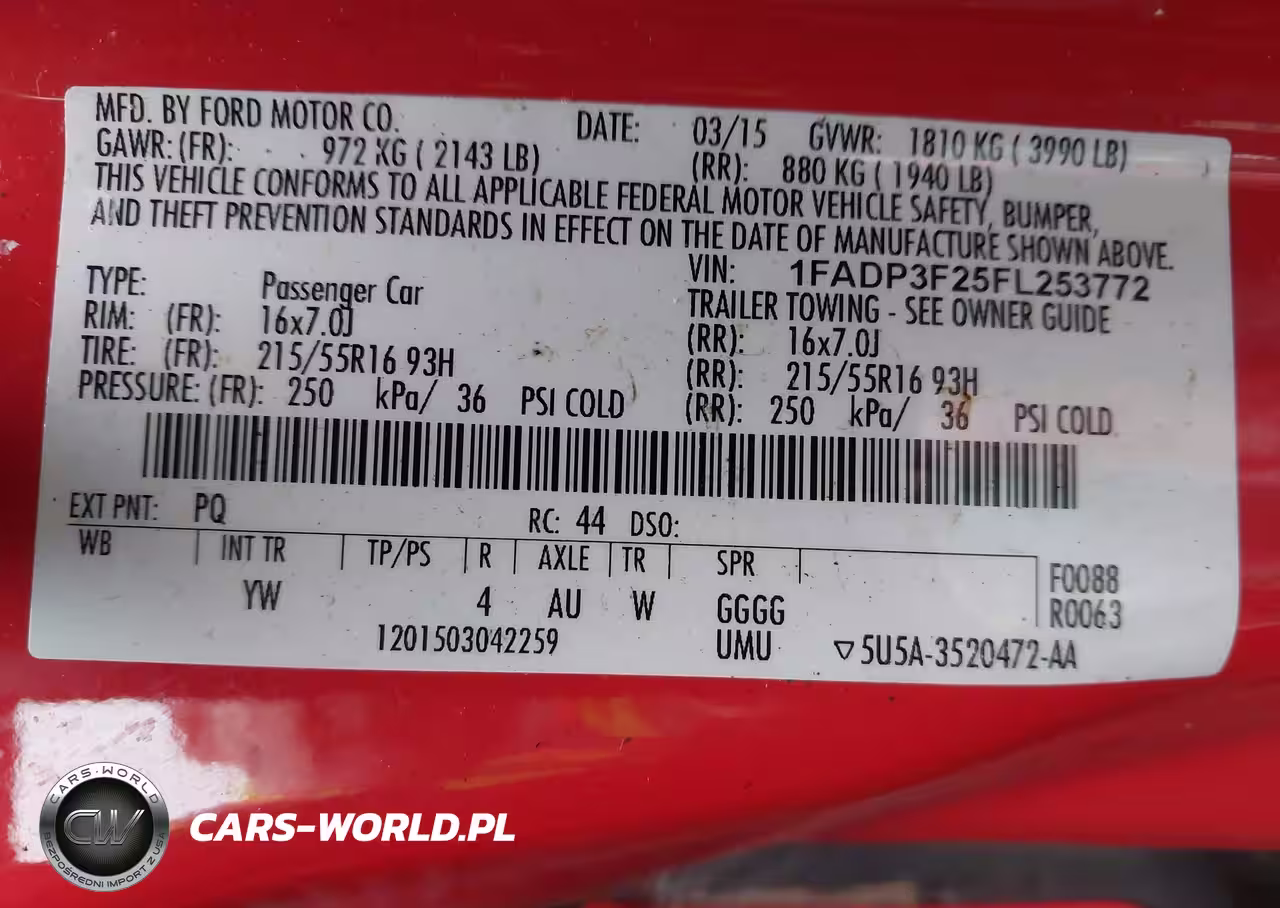 MFD. BY FORD MOTOR CO. DATE: 03/15 GVWR: 1810 KG ( 3990 LB)
GAWR: (FR): 972 KG ( 2143 LB) (RR): 880 KG ( 1940 LB)
THIS VEHICLE CONFORMS TO ALL APPLICABLE FEDERAL MOTOR VEHICLE SAFETY, BUMPER,
AND THEFT PREVENTION STANDARDS IN EFFECT ON THE DATE OF MANUFACTURE SHOWN ABOVE.
VIN: 1FADP3F25FL253772
TYPE: Passenger Car TRAILER TOWING - SEE OWNER GUIDE
RIM: (FR): 16x7.0J (RR): 16x7.0J
TIRE: (FR): 215/55R16 93H (RR): 215/55R16 93H
PRESSURE: (FR): 250 kPa/ 36 PSI COLD (RR): 250 kPa/ 36 PSI COLD
EXT PNT: PQ RC: 44 DSO:
WB INT TR TP/PS R AXLE TR SPR F0088
YW 4 AU W GGGG R0063
1201503042259 UMU ▽5U5A-3520472-AA
CARS-WORLD
CW
BEZPOŚREDNI IMPORT Z USA
CARS-WORLD.PL